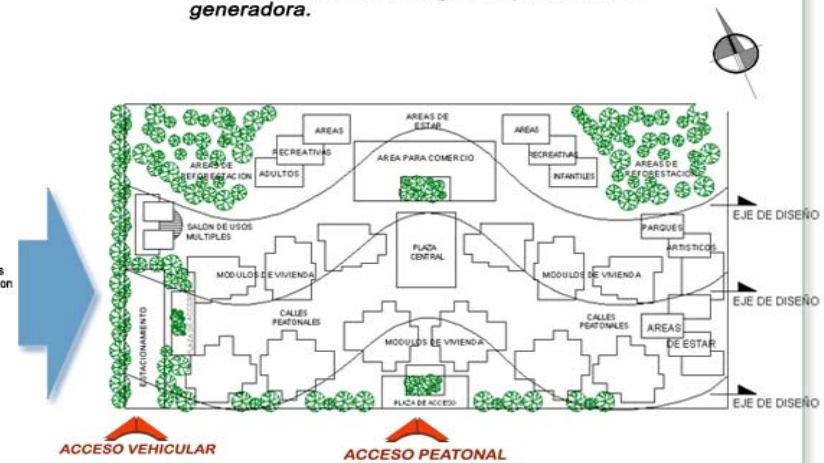 generadora.
AREAS DE
ESTAR
AREAS
RECREATIVAS
ADULTOS
AREAS
RECREATIVAS
INFANTILES
AREA PARA COMERCIO
AREAS DE
REFORESTACION
AREAS DE
REFORESTACION
SALON DE USOS
MULTIPLES
PLAZA
CENTRAL
PARQUES
ARTISTICOS
EJE DE DISEÑO
MODULOS DE VIVIENDA
MODULOS DE VIVIENDA
EJE DE DISEÑO
ESTACIONAMIENTO
PLAZA DE ACCESO
CALLES
PEATONALES
MODULOS DE VIVIENDA
CALLES
PEATONALES
AREAS
DE ESTAR
PLAZA DE ACCESO
EJE DE DISEÑO
ACCESO VEHICULAR
ACCESO PEATONAL